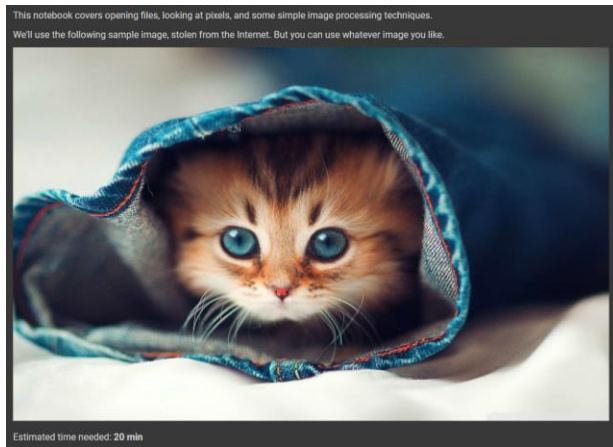 This notebook covers opening files, looking at pixels, and some simple image processing techniques.
We'll use the following sample image, stolen from the Internet. But you can use whatever image you like.
Estimated time needed: 20 min